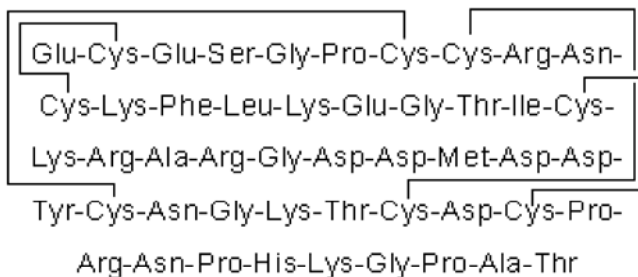 Glu-Cys-Glu-Ser-Gly-Pro-Cys-Cys-Arg-Asn-
Cys-Lys-Phe-Leu-Lys-Glu-Gly-Thr-Ile-Cys-
Lys-Arg-Ala-Arg-Gly-Asp-Asp-Met-Asp-Asp-
Tyr-Cys-Asn-Gly-Lys-Thr-Cys-Asp-Cys-Pro-
Arg-Asn-Pro-His-Lys-Gly-Pro-Ala-Thr